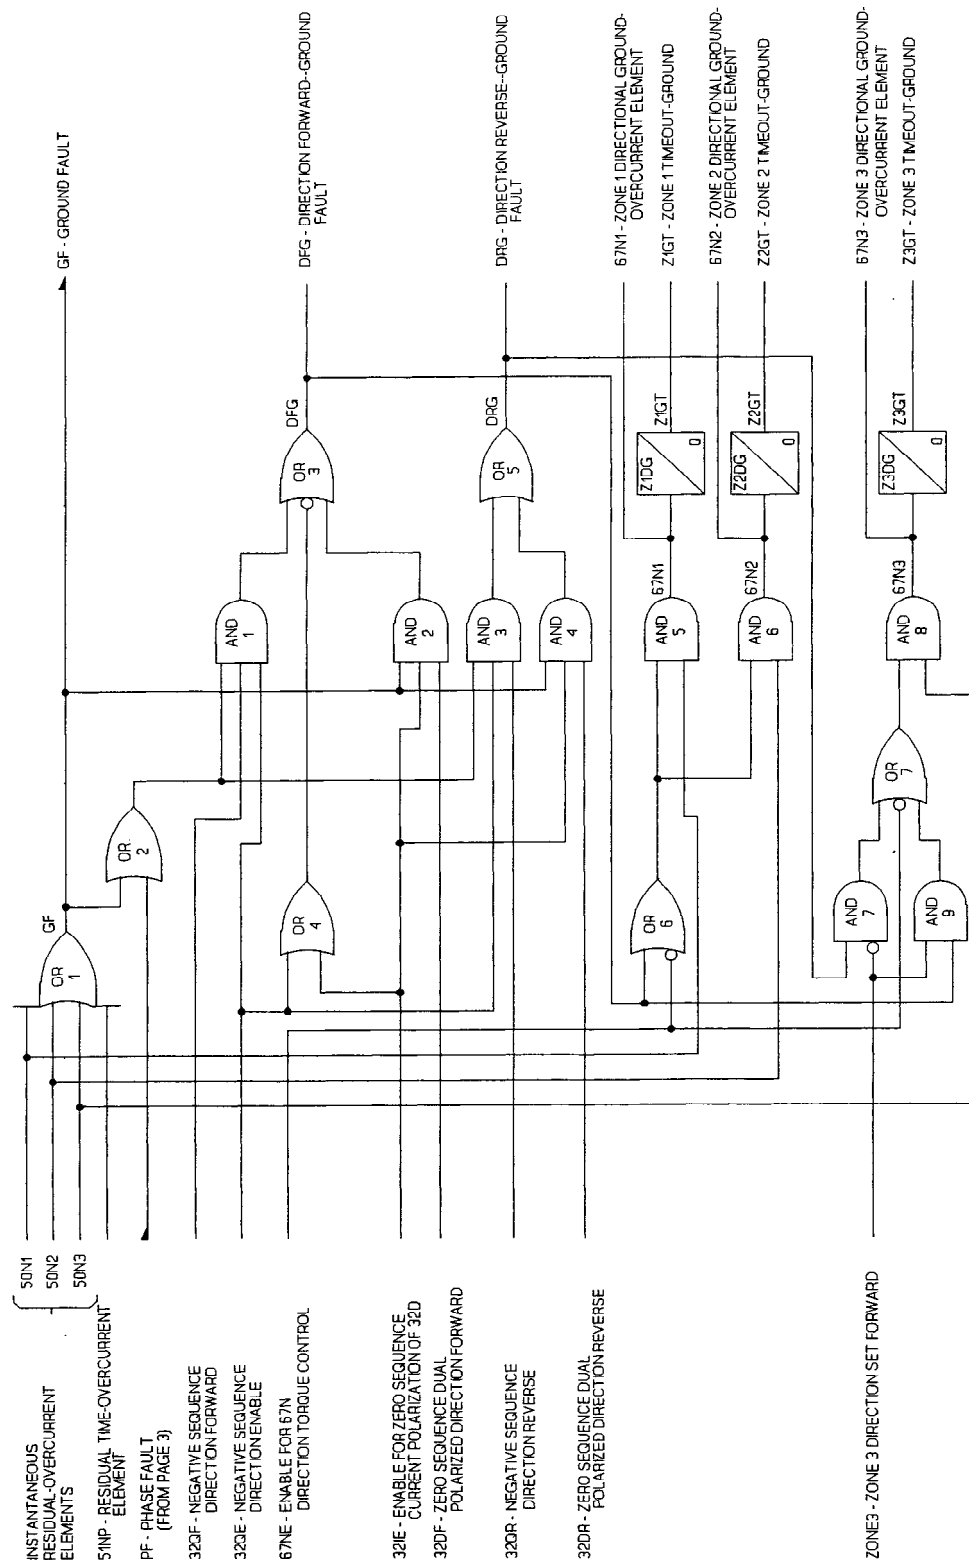 INSTANTANEOUS
RESIDUAL-OVERCURRENT
ELEMENTS
50N1
50N2
50N3
51NP - RESIDUAL TIME-OVERCURRENT
ELEMENT
PF - PHASE FAULT
(FROM PAGE 3)
32QF - NEGATIVE SEQUENCE
DIRECTION FORWARD
32QE - NEGATIVE SEQUENCE
DIRECTION ENABLE
67NE - ENABLE FOR 67N
DIRECTION TORQUE CONTROL
32IE - ENABLE FOR ZERO SEQUENCE
CURRENT POLARIZATION OF 32D
32DF - ZERO SEQUENCE DUAL
POLARIZED DIRECTION FORWARD
32QR - NEGATIVE SEQUENCE
DIRECTION REVERSE
32DR - ZERO SEQUENCE DUAL
POLARIZED DIRECTION REVERSE
ZONE3 - ZONE 3 DIRECTION SET FORWARD
OR
1
GF
OR
2
OR
4
OR
6
AND
7
AND
9
OR
7
AND
1
AND
2
AND
3
AND
4
AND
5
67N1
AND
6
67N2
AND
8
67N3
OR
3
DFG
OR
5
DRG
Z1DG
0
Z1GT
Z2DG
0
Z2GT
Z3DG
0
Z3GT
GF - GROUND FAULT
DFG - DIRECTION FORWARD--GROUND
FAULT
DRG - DIRECTION REVERSE--GROUND
FAULT
67N1 - ZONE 1 DIRECTIONAL GROUND-
OVERCURRENT ELEMENT
Z1GT - ZONE 1 TIMEOUT-GROUND
67N2 - ZONE 2 DIRECTIONAL GROUND-
OVERCURRENT ELEMENT
Z2GT - ZONE 2 TIMEOUT-GROUND
67N3 - ZONE 3 DIRECTIONAL GROUND-
OVERCURRENT ELEMENT
Z3GT - ZONE 3 TIMEOUT-GROUND